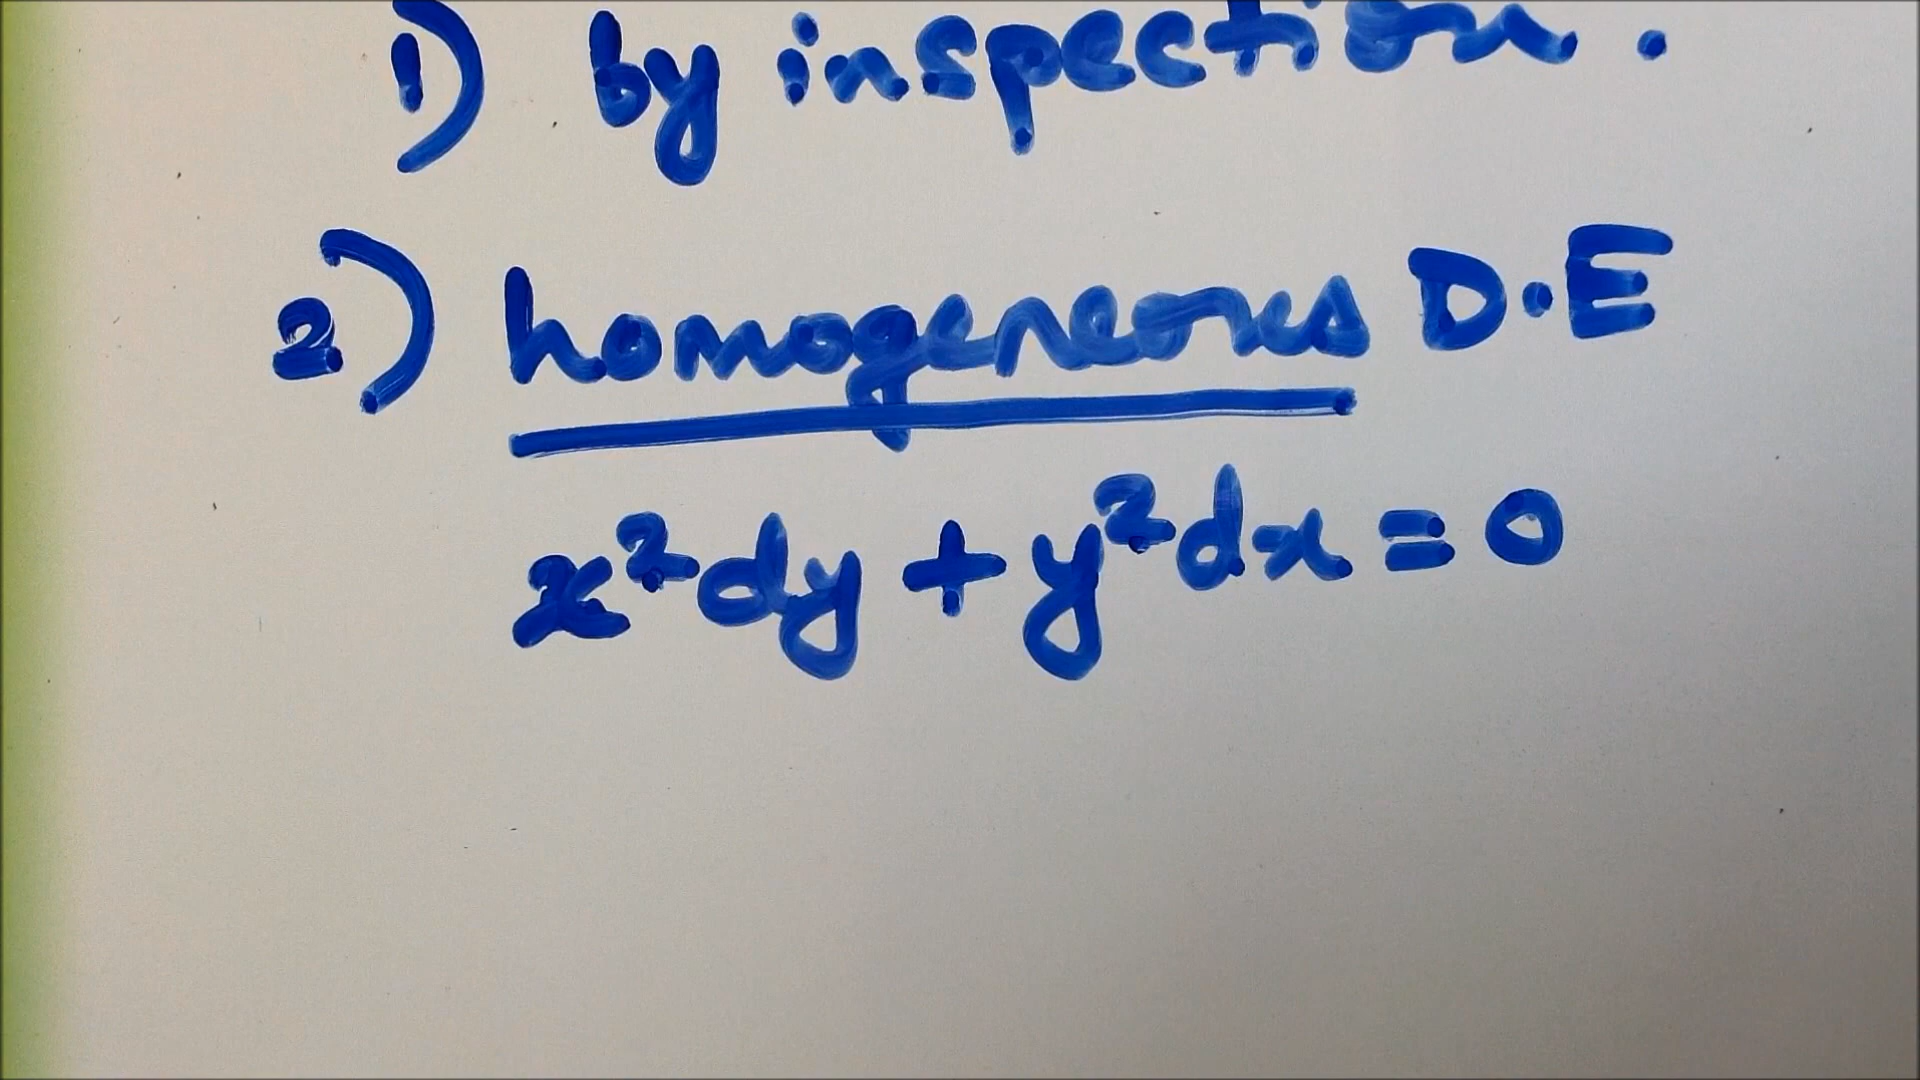 1) by inspection.
2) homogeneous D.E
x²dy + y²dx = 0